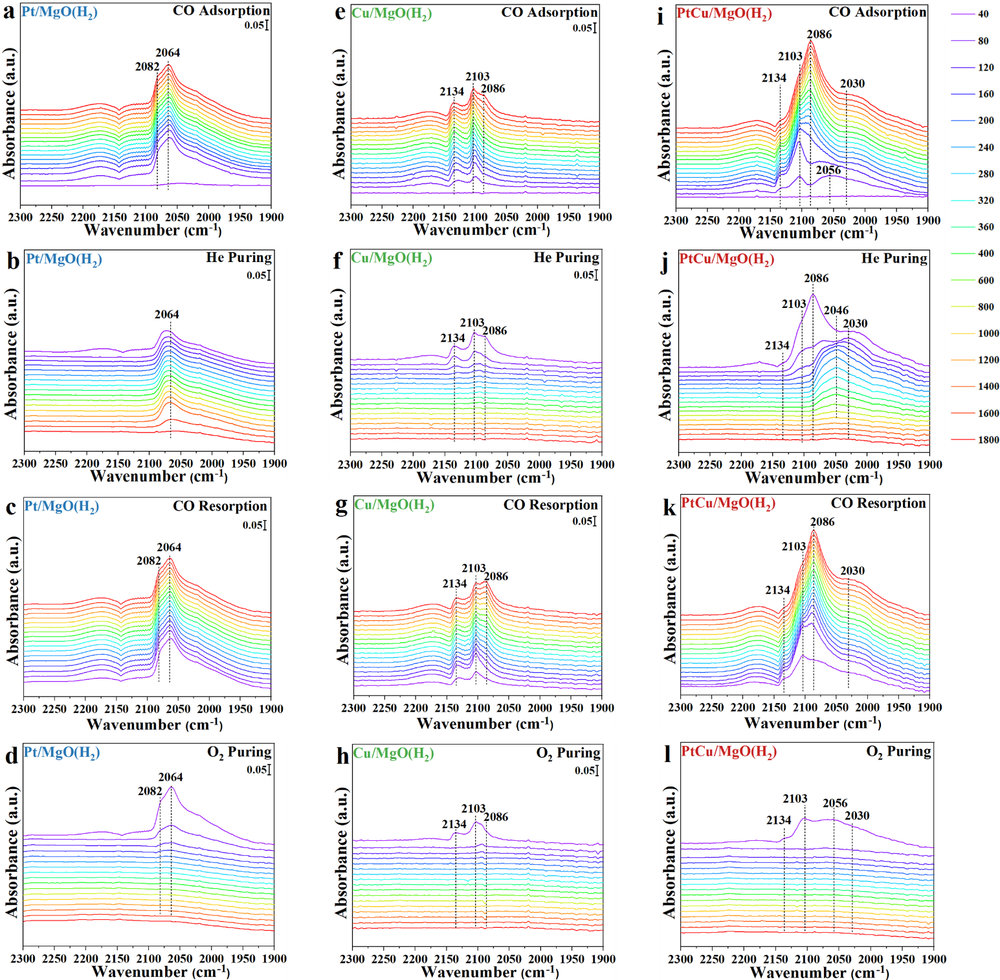 a Pt/MgO(H2) CO Adsorption
0.05
2064
2082
Absorbance (a.u.)
2300 2250 2200 2150 2100 2050 2000 1950 1900
Wavenumber (cm-1)
e Cu/MgO(H2) CO Adsorption
0.05
2103
2134 2086
Absorbance (a.u.)
2300 2250 2200 2150 2100 2050 2000 1950 1900
Wavenumber (cm-1)
i PtCu/MgO(H2) CO Adsorption
2086
2103
2134 2030
2056
Absorbance (a.u.)
2300 2250 2200 2150 2100 2050 2000 1950 1900
Wavenumber (cm-1)
40
80
120
160
200
240
280
320
360
400
600
800
1000
1200
1400
1600
1800
b Pt/MgO(H2) He Puring
0.05
2064
Absorbance (a.u.)
2300 2250 2200 2150 2100 2050 2000 1950 1900
Wavenumber (cm-1)
f Cu/MgO(H2) He Puring
0.05
2103
2134 2086
Absorbance (a.u.)
2300 2250 2200 2150 2100 2050 2000 1950 1900
Wavenumber (cm-1)
j PtCu/MgO(H2) He Puring
2086
2103 2046
2030
2134
Absorbance (a.u.)
2300 2250 2200 2150 2100 2050 2000 1950 1900
Wavenumber (cm-1)
c Pt/MgO(H2) CO Resorption
0.05
2064
2082
Absorbance (a.u.)
2300 2250 2200 2150 2100 2050 2000 1950 1900
Wavenumber (cm-1)
g Cu/MgO(H2) CO Resorption
0.05
2103
2134 2086
Absorbance (a.u.)
2300 2250 2200 2150 2100 2050 2000 1950 1900
Wavenumber (cm-1)
k PtCu/MgO(H2) CO Resorption
2086
2103
2030
2134
Absorbance (a.u.)
2300 2250 2200 2150 2100 2050 2000 1950 1900
Wavenumber (cm-1)
d Pt/MgO(H2) O2 Puring
0.05
2064
2082
Absorbance (a.u.)
2300 2250 2200 2150 2100 2050 2000 1950 1900
Wavenumber (cm-1)
h Cu/MgO(H2) O2 Puring
0.05
2103
2134 2086
Absorbance (a.u.)
2300 2250 2200 2150 2100 2050 2000 1950 1900
Wavenumber (cm-1)
l PtCu/MgO(H2) O2 Puring
2103 2056
2134 2030
Absorbance (a.u.)
2300 2250 2200 2150 2100 2050 2000 1950 1900
Wavenumber (cm-1)